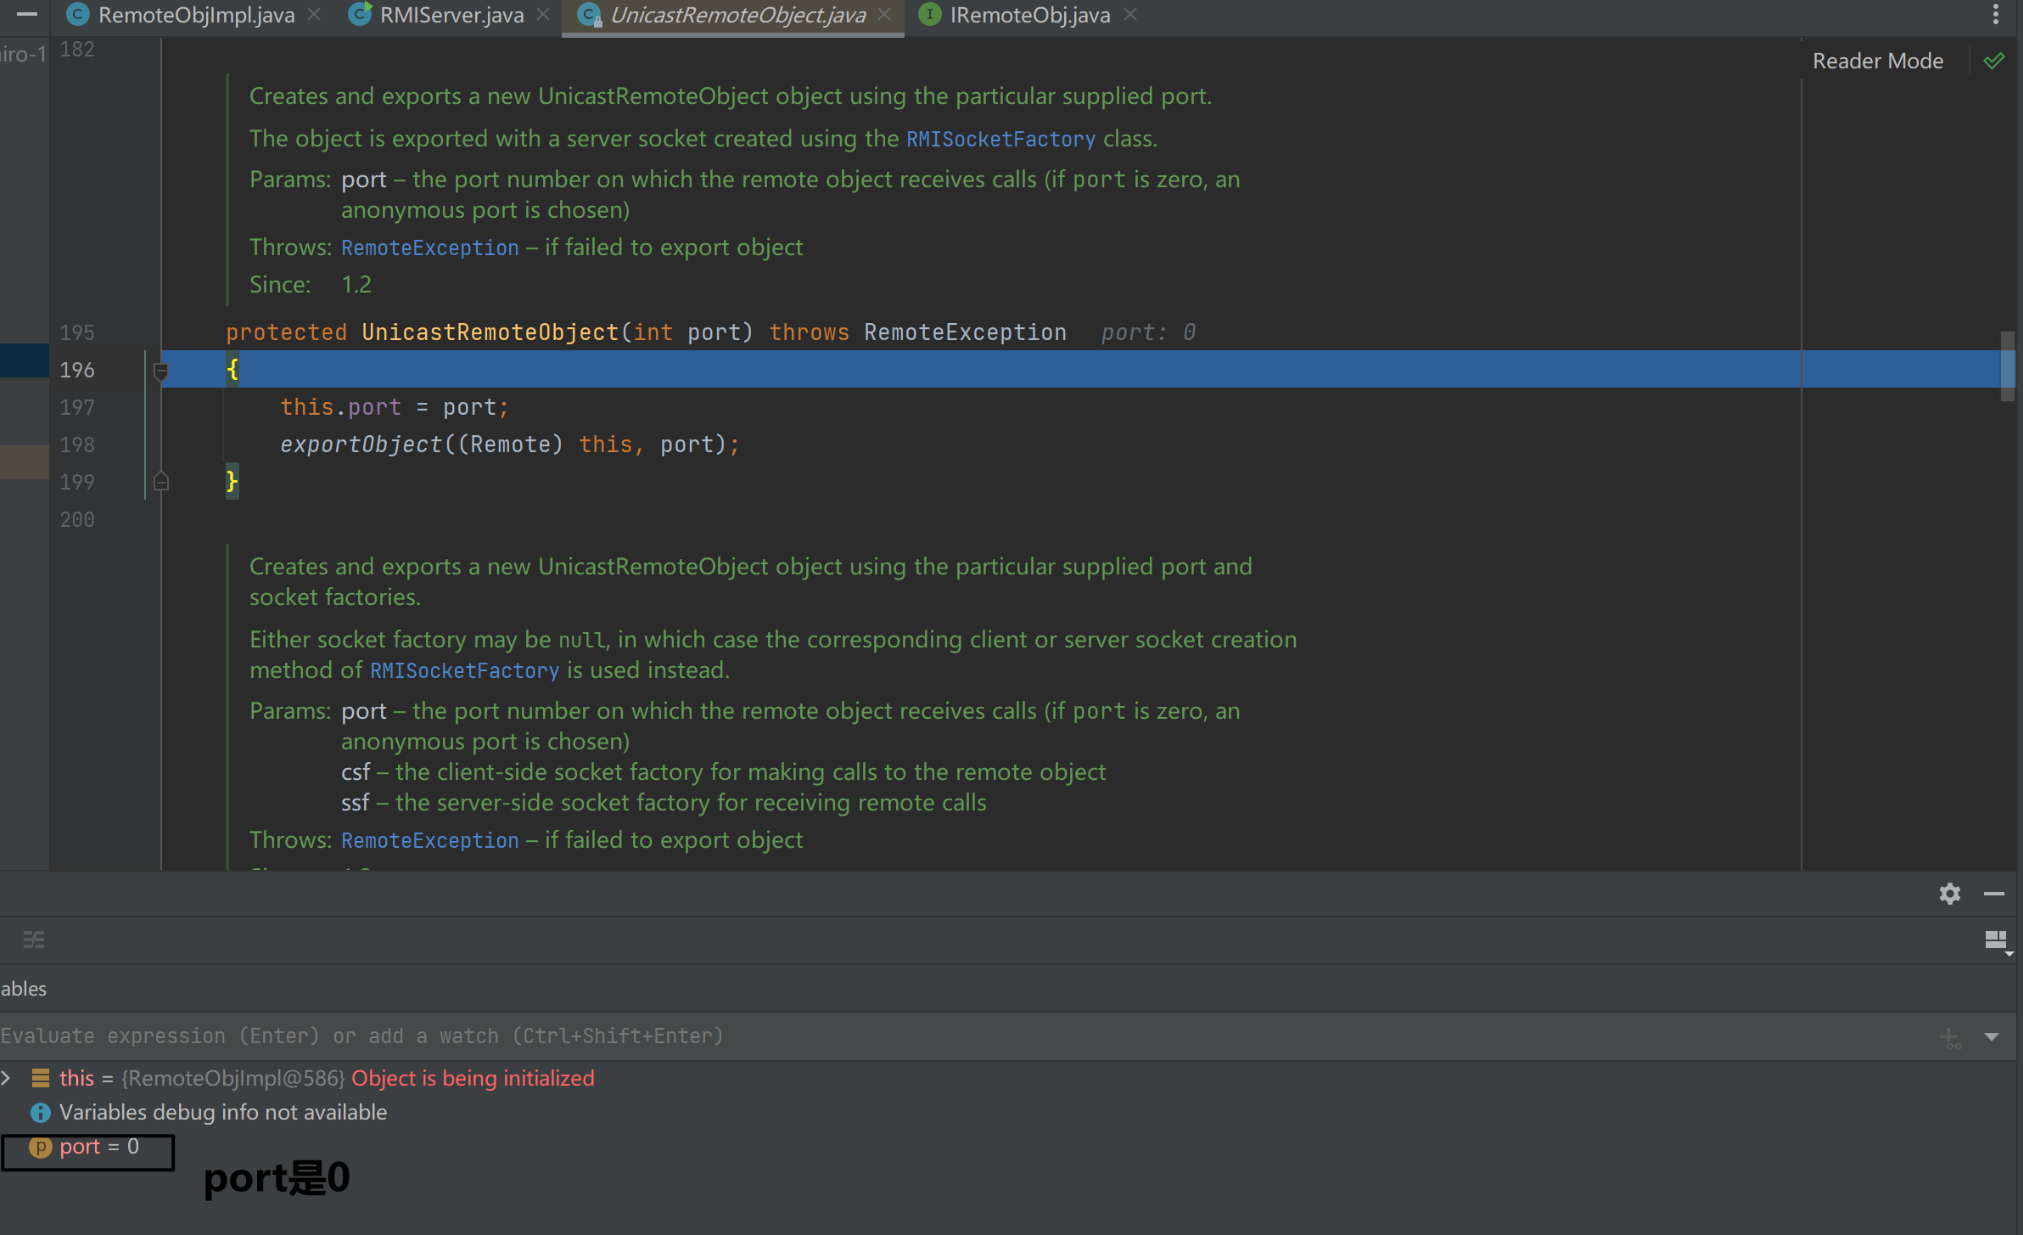 RemoteObjImpl.java
RMIServer.java
UnicastRemoteObject.java
IRemoteObj.java
iro-1
182
Reader Mode
Creates and exports a new UnicastRemoteObject object using the particular supplied port.
The object is exported with a server socket created using the RMISocketFactory class.
Params: port – the port number on which the remote object receives calls (if port is zero, an
anonymous port is chosen)
Throws: RemoteException – if failed to export object
Since: 1.2
195 protected UnicastRemoteObject(int port) throws RemoteException port: 0
196 {
197 this.port = port;
198 exportObject((Remote) this, port);
199 }
200
Creates and exports a new UnicastRemoteObject object using the particular supplied port and
socket factories.
Either socket factory may be null, in which case the corresponding client or server socket creation
method of RMISocketFactory is used instead.
Params: port – the port number on which the remote object receives calls (if port is zero, an
anonymous port is chosen)
csf – the client-side socket factory for making calls to the remote object
ssf – the server-side socket factory for receiving remote calls
Throws: RemoteException – if failed to export object
ables
Evaluate expression (Enter) or add a watch (Ctrl+Shift+Enter)
this = {RemoteObjImpl@586} Object is being initialized
Variables debug info not available
port = 0
port是0